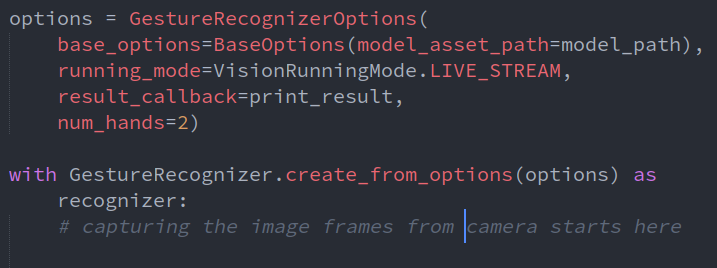 options = GestureRecognizerOptions(
    base_options=BaseOptions(model_asset_path=model_path),
    running_mode=VisionRunningMode.LIVE_STREAM,
    result_callback=print_result,
    num_hands=2)

with GestureRecognizer.create_from_options(options) as
    recognizer:
    # capturing the image frames from camera starts here